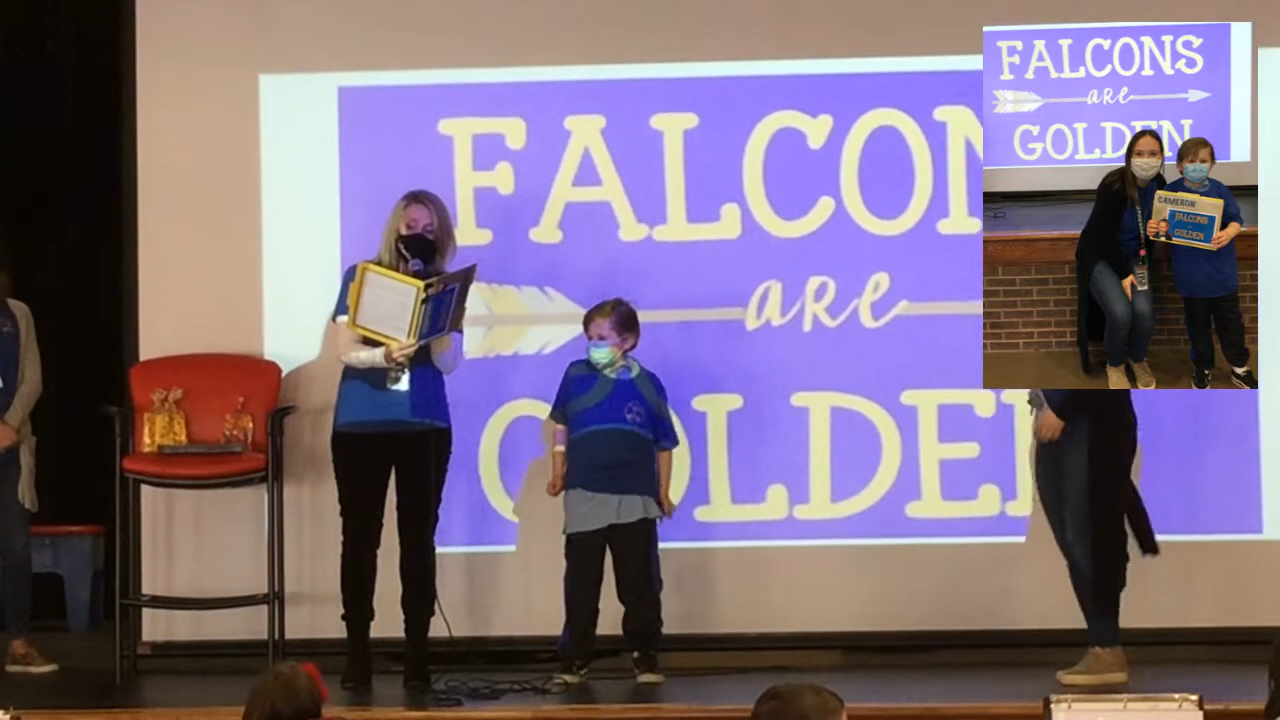 FALCON
are
GOLDEN
FALCONS
are
GOLDEN
CAMERON
FALCONS
GOLDEN